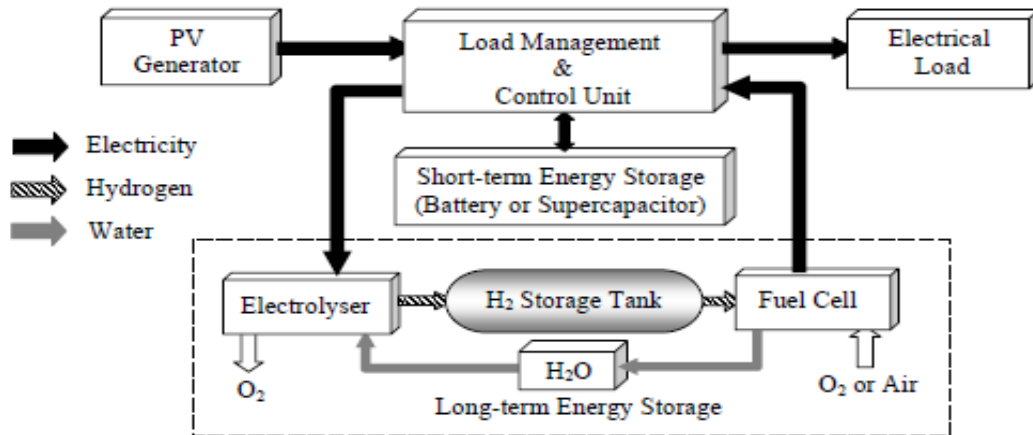 PV
Generator
Load Management
&
Control Unit
Electrical
Load
Electricity
Hydrogen
Water
Short-term Energy Storage
(Battery or Supercapacitor)
Electrolyser
H₂ Storage Tank
Fuel Cell
H₂O
O₂
O₂ or Air
Long-term Energy Storage